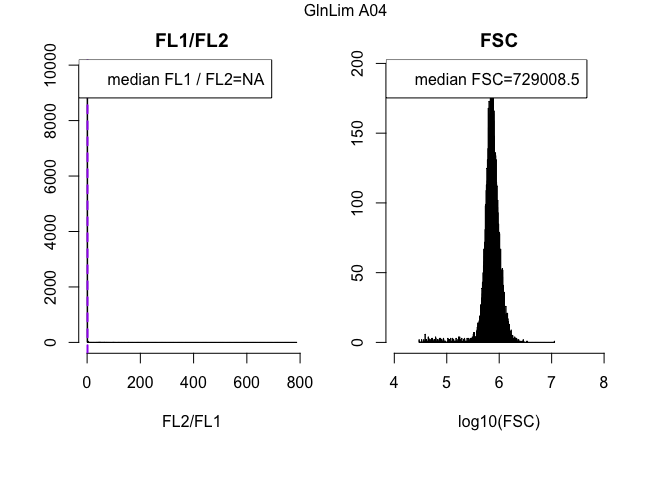 GlnLim A04
FL1/FL2
median FL1 / FL2=NA
10000
8000
6000
4000
2000
0
0 200 400 600 800
FL2/FL1
FSC
median FSC=729008.5
200
150
100
50
0
4 5 6 7 8
log10(FSC)